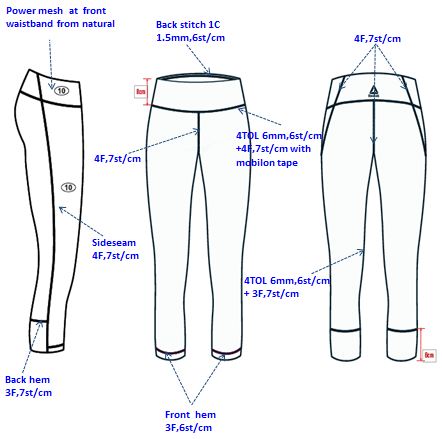 Power mesh at front
waistband from natural
Back stitch 1C
1.5mm,6st/cm
4F,7st/cm
10
8cm
4TOL 6mm,6st/cm
+4F,7st/cm with
mobilon tape
4F,7st/cm
10
Sideseam
4F,7st/cm
4TOL 6mm,6st/cm
+ 3F,7st/cm
Back hem
3F,7st/cm
Front hem
3F,6st/cm